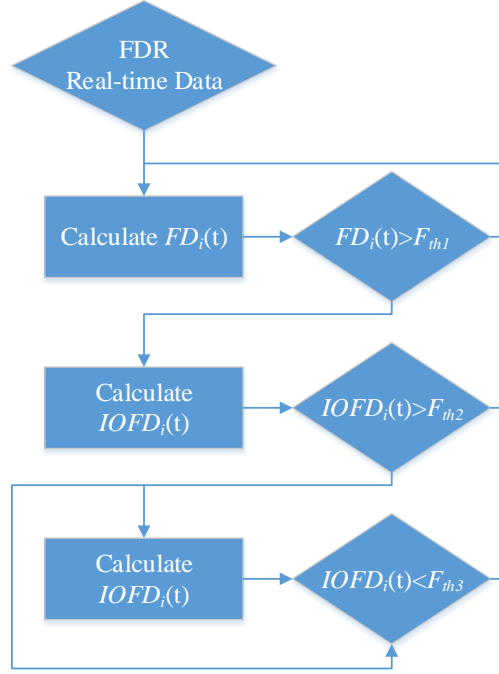 FDR
Real-time Data
Calculate FDi(t)
FDi(t)>Fth1
Calculate
IOFDi(t)
IOFDi(t)>Fth2
Calculate
IOFDi(t)
IOFDi(t)<Fth3